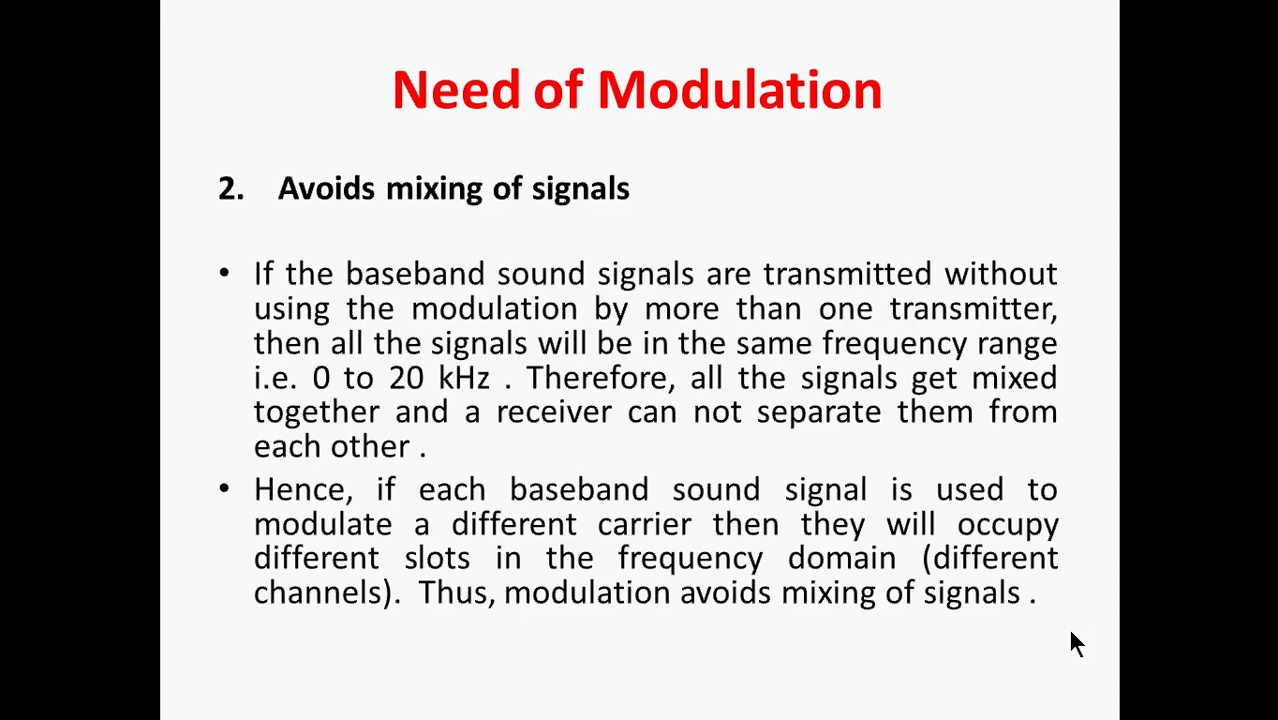 Need of Modulation
2. Avoids mixing of signals
• If the baseband sound signals are transmitted without
using the modulation by more than one transmitter,
then all the signals will be in the same frequency range
i.e. 0 to 20 kHz . Therefore, all the signals get mixed
together and a receiver can not separate them from
each other .
• Hence, if each baseband sound signal is used to
modulate a different carrier then they will occupy
different slots in the frequency domain (different
channels). Thus, modulation avoids mixing of signals .